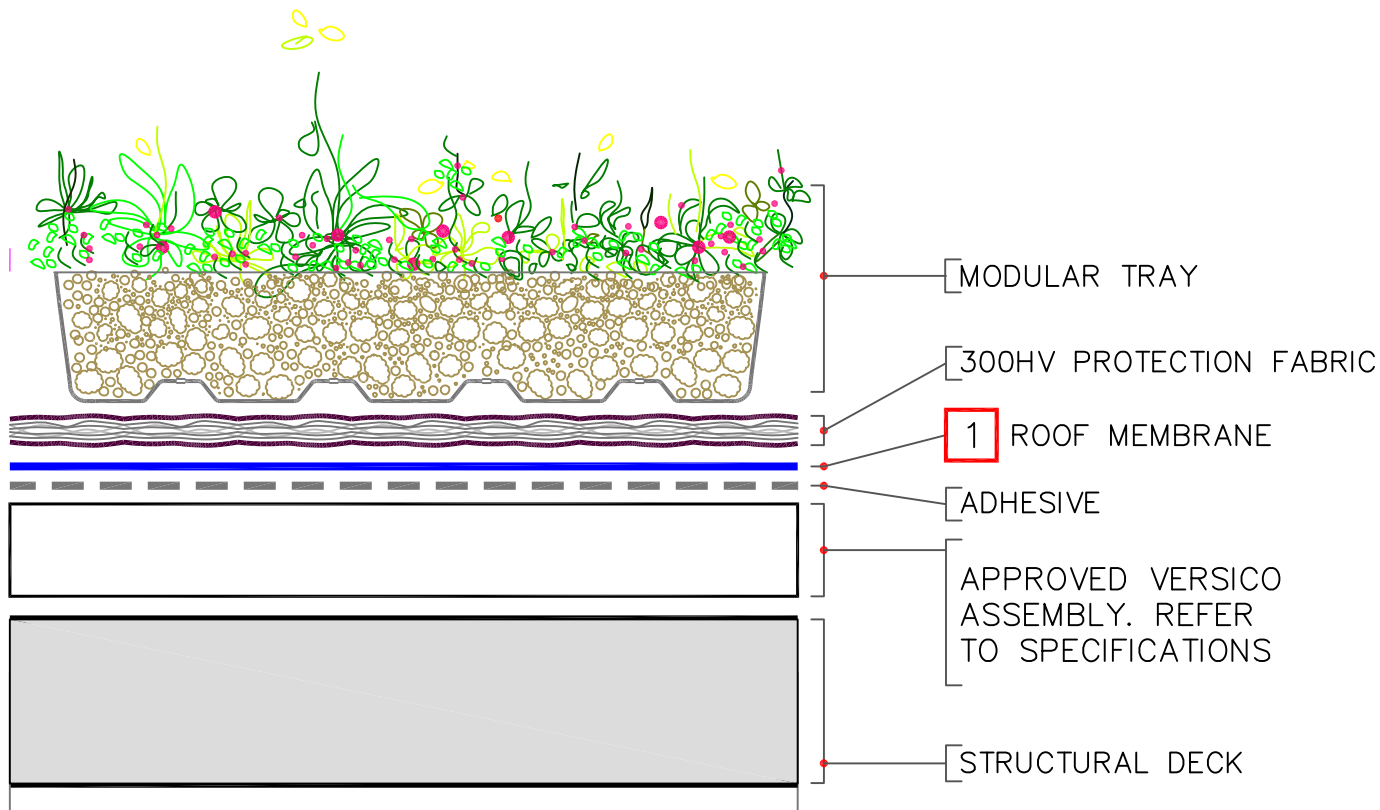 MODULAR TRAY
300HV PROTECTION FABRIC
1 ROOF MEMBRANE
ADHESIVE
APPROVED VERSICO
ASSEMBLY. REFER
TO SPECIFICATIONS
STRUCTURAL DECK